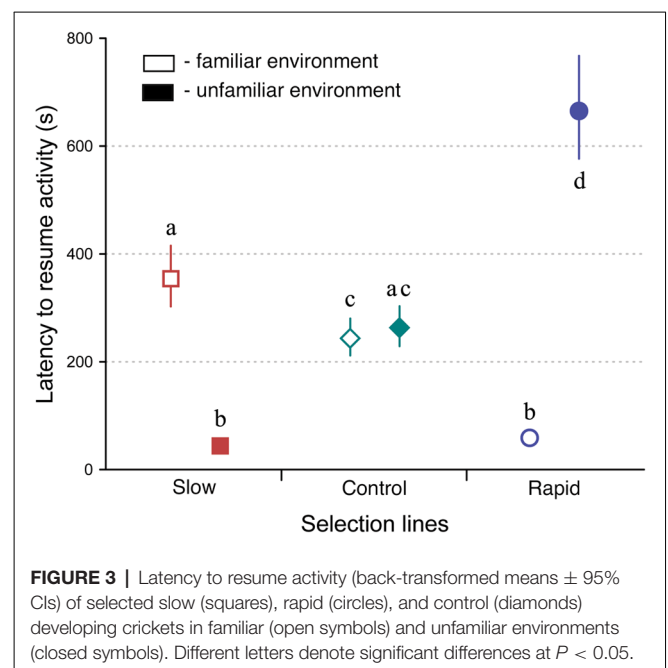 800
- familiar environment
- unfamiliar environment
600
d
400
a
c
a c
200
b
b
0
Latency to resume activity (s)
Slow
Control
Rapid
Selection lines
FIGURE 3 | Latency to resume activity (back-transformed means ± 95%
CIs) of selected slow (squares), rapid (circles), and control (diamonds)
developing crickets in familiar (open symbols) and unfamiliar environments
(closed symbols). Different letters denote significant differences at P < 0.05.